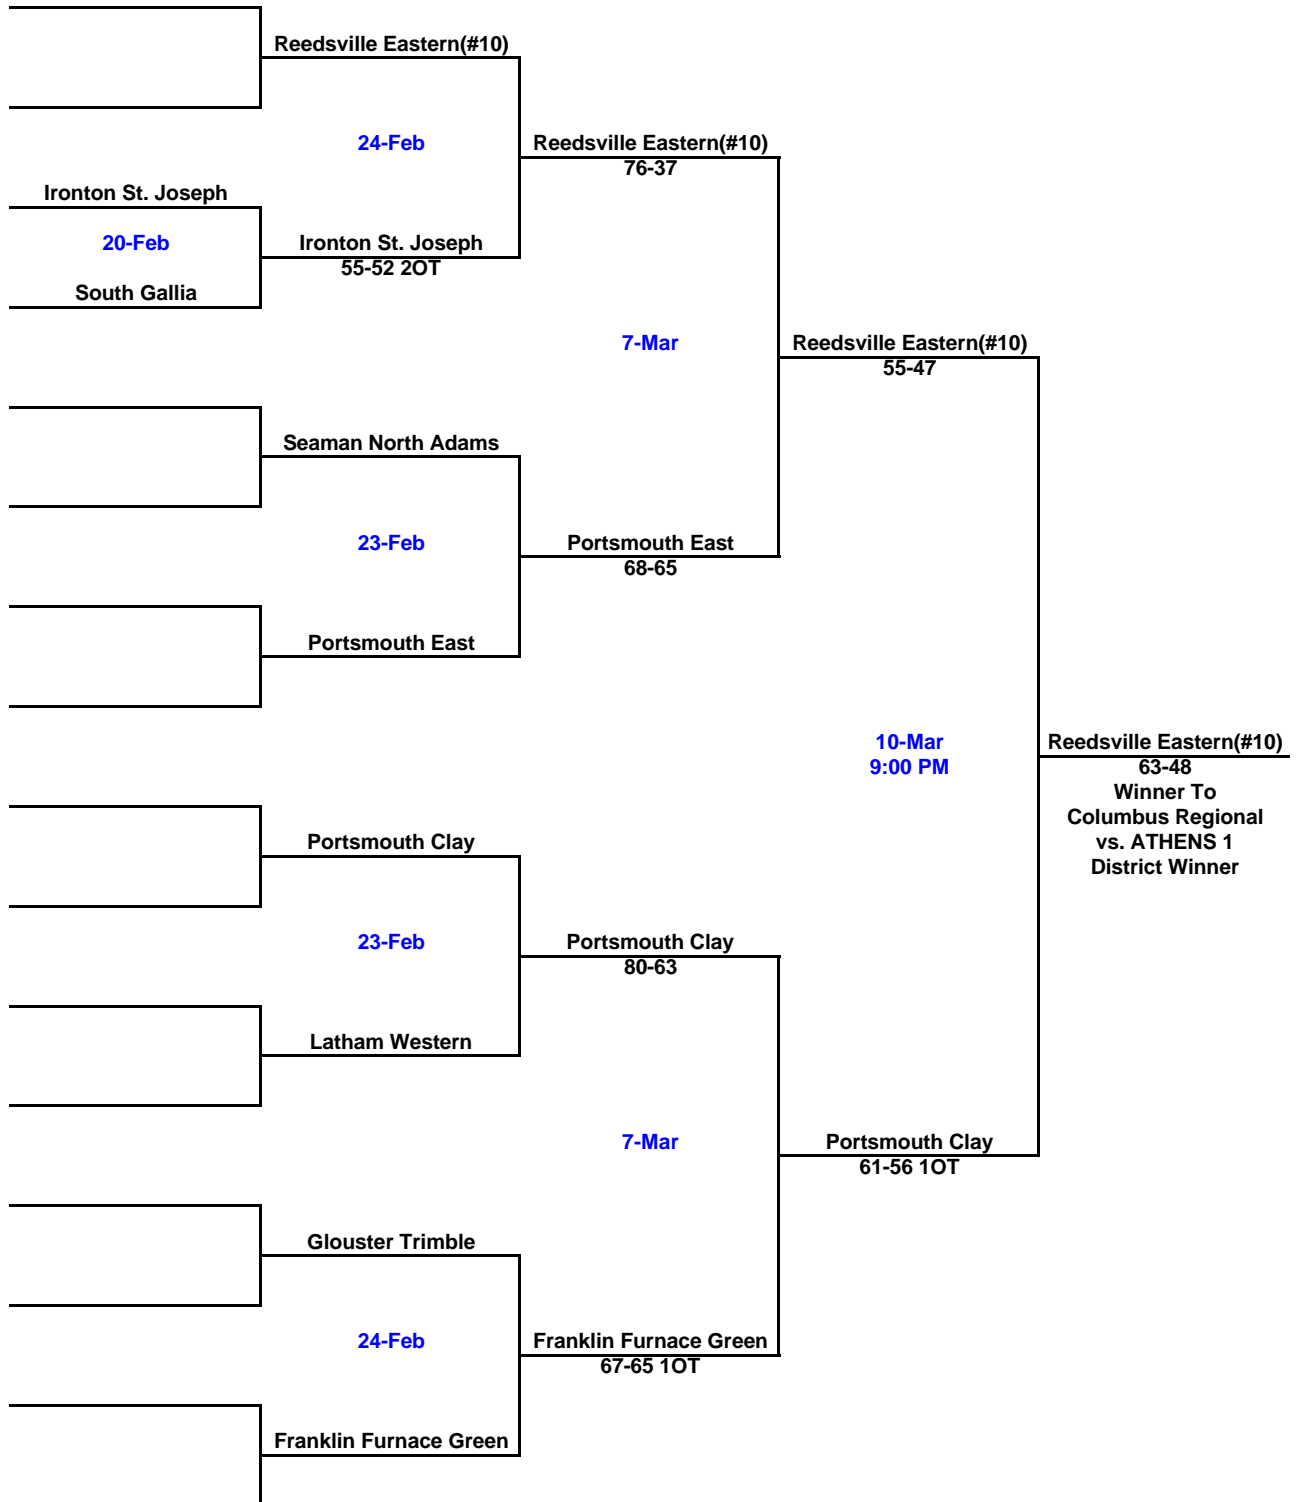 Reedsville Eastern(#10)
24-Feb
Reedsville Eastern(#10)
76-37
Ironton St. Joseph
20-Feb
Ironton St. Joseph
55-52 2OT
South Gallia
7-Mar
Reedsville Eastern(#10)
55-47
Seaman North Adams
23-Feb
Portsmouth East
68-65
Portsmouth East
10-Mar
9:00 PM
Reedsville Eastern(#10)
63-48
Winner To
Columbus Regional
vs. ATHENS 1
District Winner
Portsmouth Clay
23-Feb
Portsmouth Clay
80-63
Latham Western
7-Mar
Portsmouth Clay
61-56 1OT
Glouster Trimble
24-Feb
Franklin Furnace Green
67-65 1OT
Franklin Furnace Green